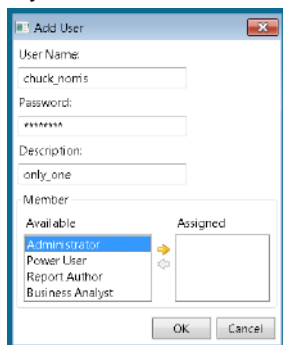 Add User
User Name:
chuck_norris
Password:
********
Description:
only_one
Member
Available Assigned
Administrator
Power User
Report Author
Business Analyst
OK Cancel